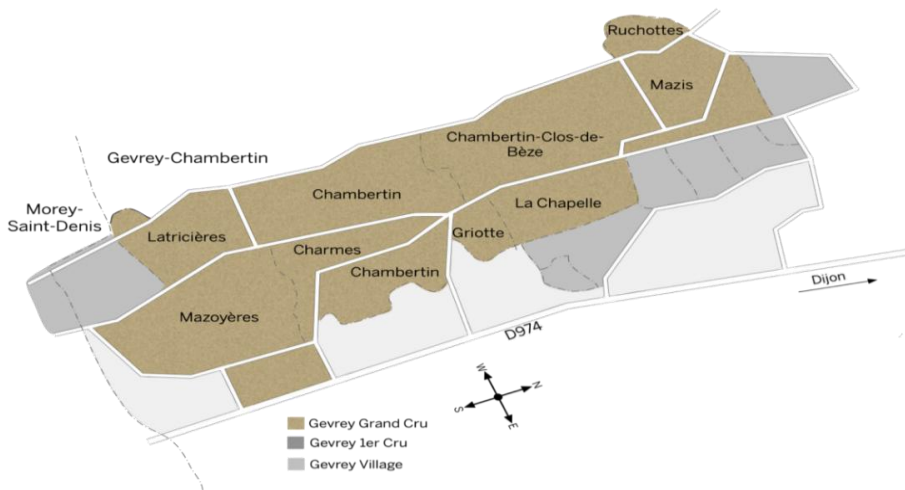 Ruchottes
Mazis
Gevrey-Chambertin
Chambertin-Clos-de-
Bèze
Chambertin
La Chapelle
Morey-
Saint-Denis
Latricières
Griotte
Charmes
Chambertin
Mazoyères
Dijon
D974
W
N
S
E
Gevrey Grand Cru
Gevrey 1er Cru
Gevrey Village